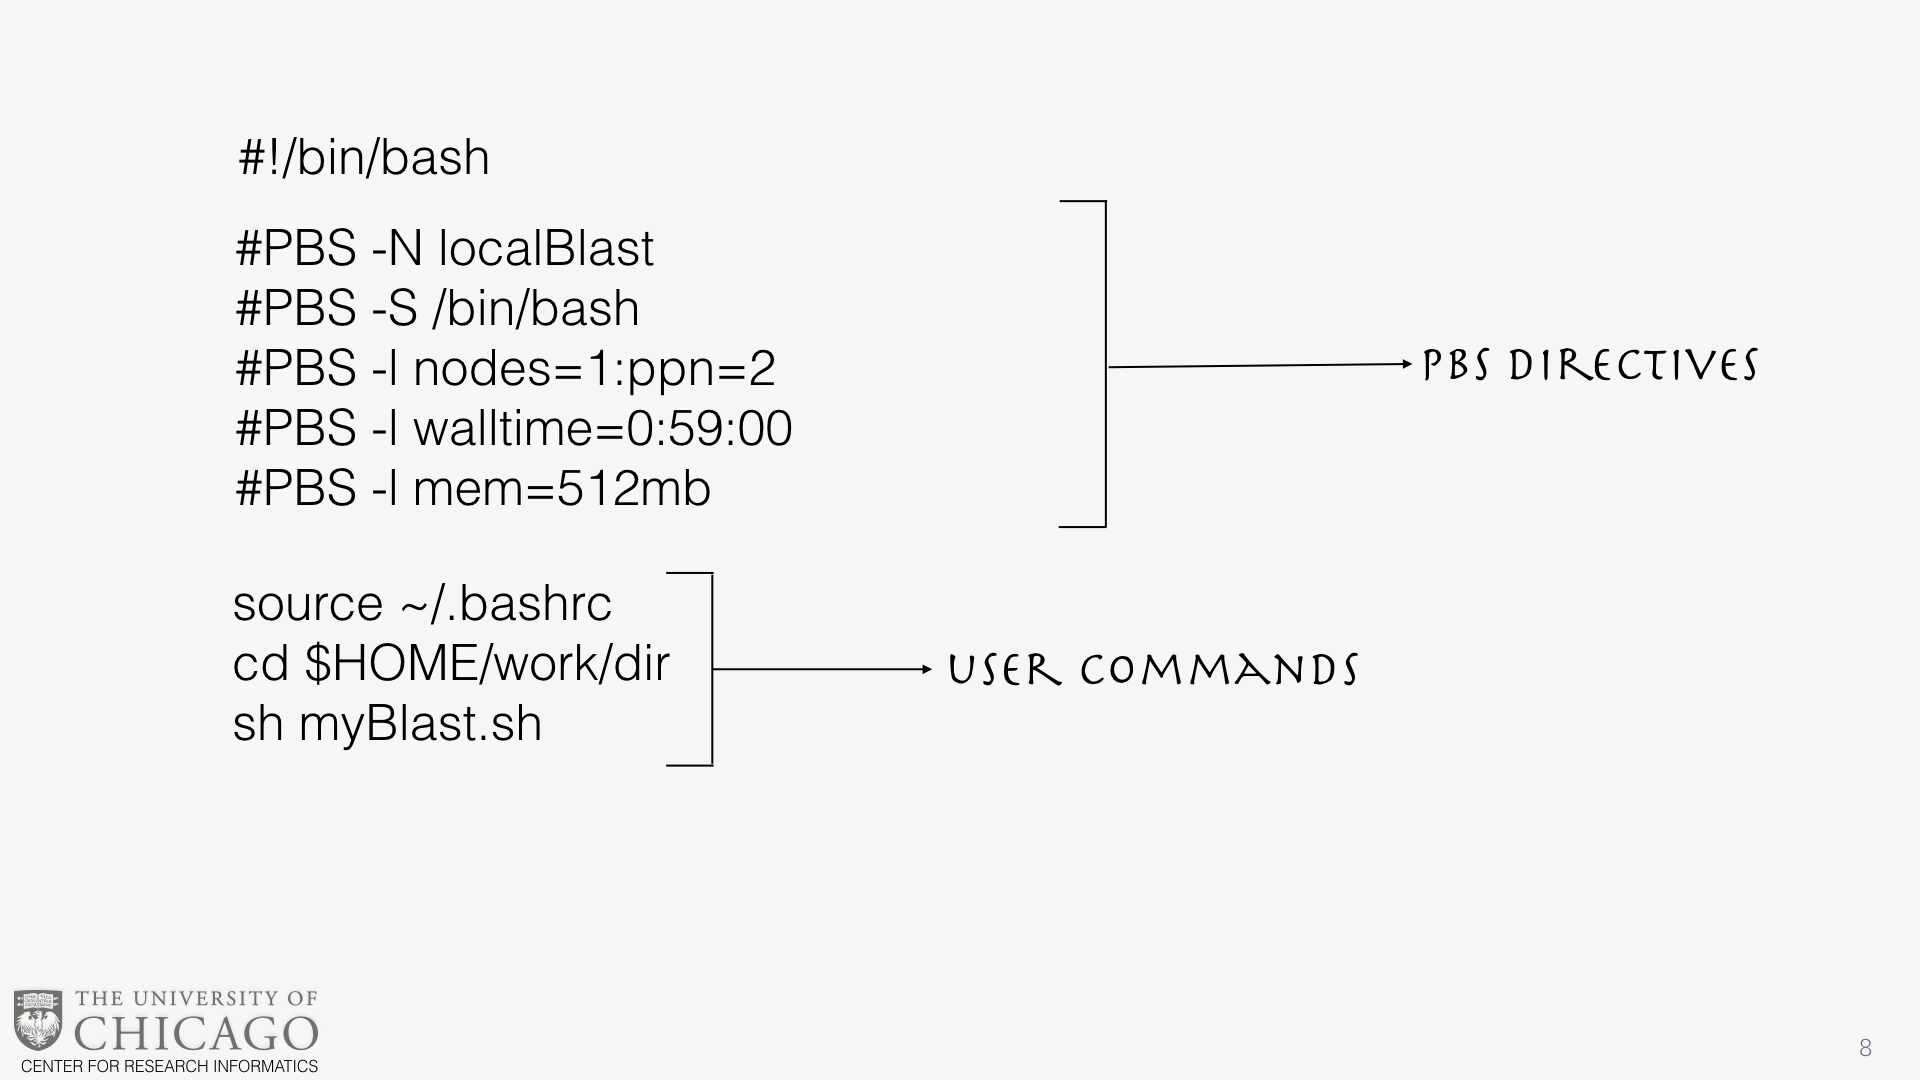 #!/bin/bash
#PBS -N localBlast
#PBS -S /bin/bash
#PBS -l nodes=1:ppn=2
#PBS -l walltime=0:59:00
#PBS -l mem=512mb
PBS DIRECTIVES
source ~/.bashrc
cd $HOME/work/dir
sh myBlast.sh
USER COMMANDS
THE UNIVERSITY OF
CHICAGO
CENTER FOR RESEARCH INFORMATICS
8